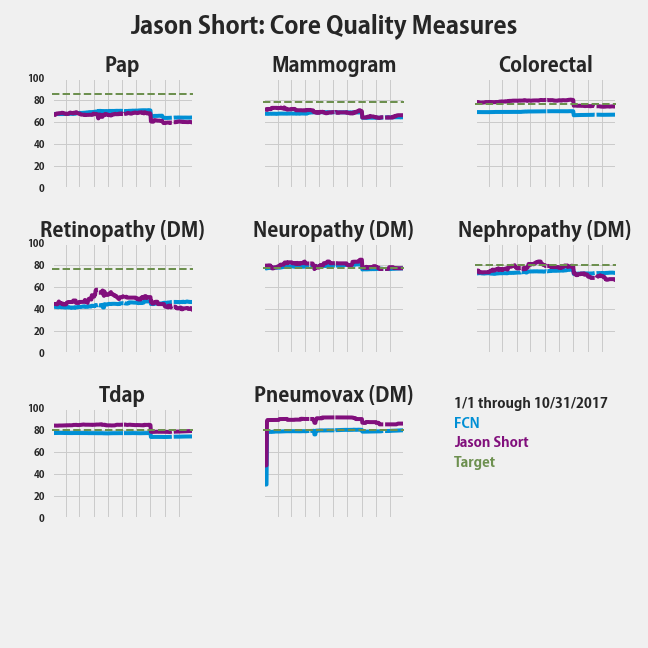 Jason Short: Core Quality Measures
Pap
Mammogram
Colorectal
100
80
60
40
20
0
Retinopathy (DM)
Neuropathy (DM)
Nephropathy (DM)
100
80
60
40
20
0
Tdap
Pneumovax (DM)
100
80
60
40
20
0
1/1 through 10/31/2017
FCN
Jason Short
Target